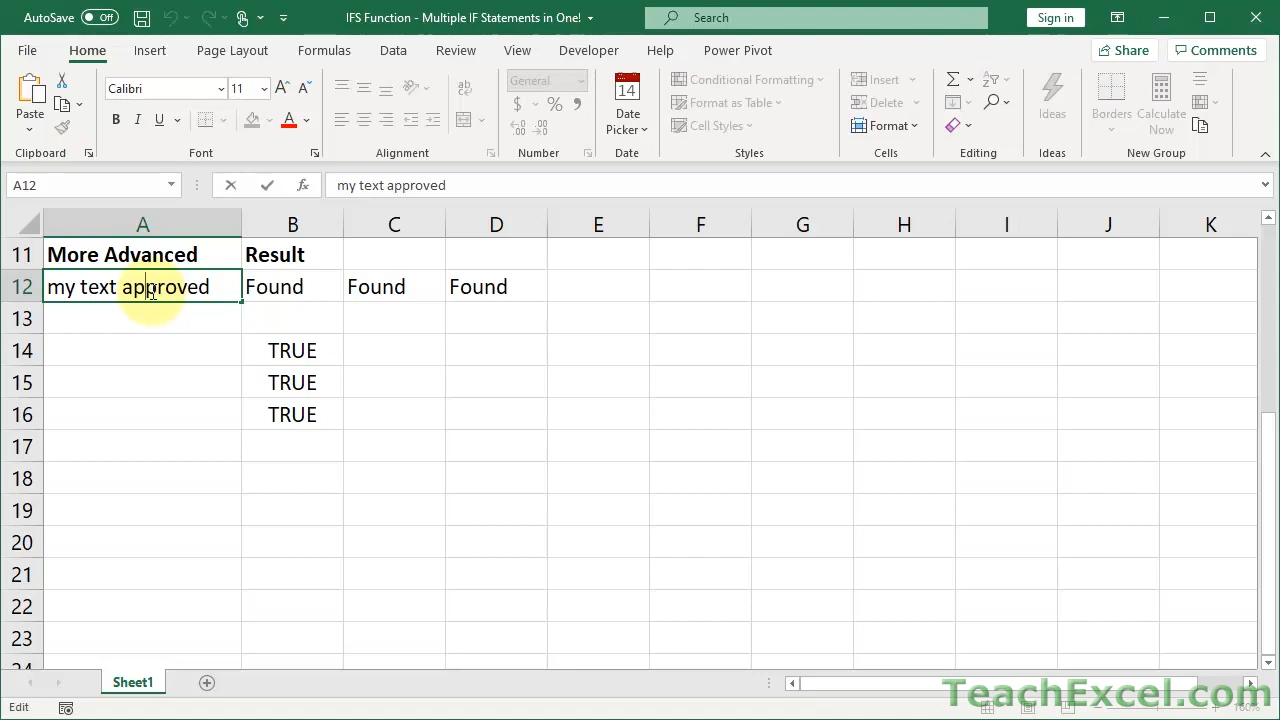 AutoSave Off IFS Function - Multiple IF Statements in One! Search Sign in
File Home Insert Page Layout Formulas Data Review View Developer Help Power Pivot Share Comments
Paste Calibri 11 General 14 Date Picker Conditional Formatting Format as Table Cell Styles Insert Delete Format Ideas Borders Calculate Now
B I U A $ %
Clipboard Font Alignment Number Date Styles Cells Editing Ideas New Group
A12 fx my text approved
A B C D E F G H I J K
11 More Advanced Result
12 my text approved Found Found Found
13
14 TRUE
15 TRUE
16 TRUE
17
18
19
20
21
22
23
24
Sheet1
TeachExcel.com
Edit 160%